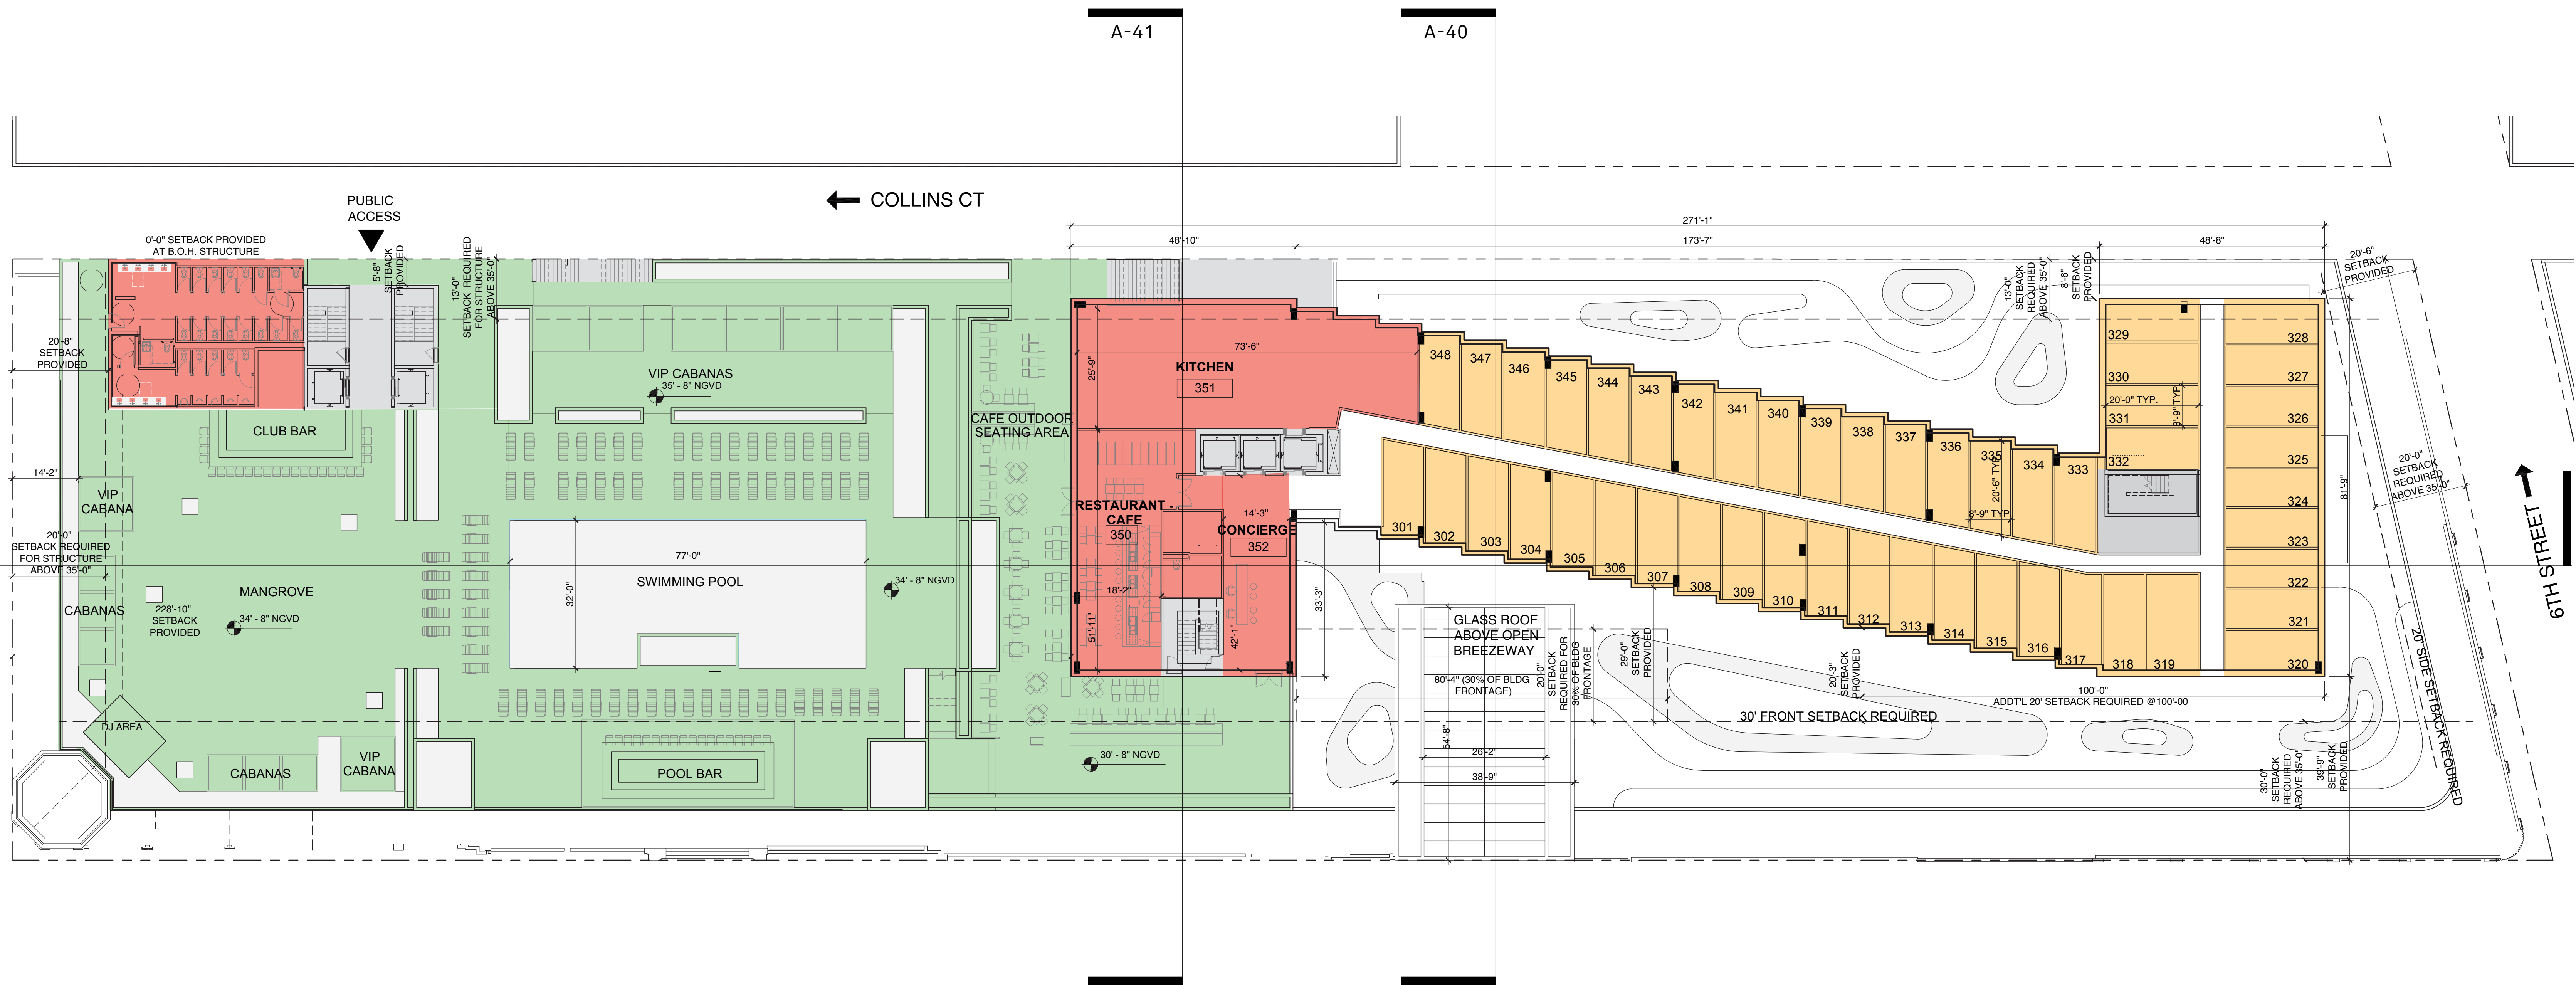 A-41
A-40
COLLINS CT
PUBLIC
ACCESS
0'-0" SETBACK PROVIDED
AT B.O.H. STRUCTURE
5'-8"
SETBACK
PROVIDED
13'-0"
SETBACK REQUIRED
FOR STRUCTURE
ABOVE 35'-0"
271'-1"
48'-10"
173'-7"
48'-8"
20'-6"
SETBACK
PROVIDED
13'-0"
SETBACK
REQUIRED
ABOVE 35'-0"
8'-6"
SETBACK
PROVIDED
20'-8"
SETBACK
PROVIDED
VIP CABANAS
35' - 8" NGVD
CAFE OUTDOOR
SEATING AREA
CLUB BAR
14'-2"
VIP
CABANA
20'-0"
SETBACK REQUIRED
FOR STRUCTURE
ABOVE 35'-0"
CABANAS
228'-10"
SETBACK
PROVIDED
MANGROVE
34' - 8" NGVD
77'-0"
32'-0"
SWIMMING POOL
34' - 8" NGVD
DJ AREA
CABANAS
VIP
CABANA
POOL BAR
30' - 8" NGVD
73'-6"
25'-9"
KITCHEN
351
RESTAURANT -
CAFE
350
14'-3"
CONCIERGE
352
18'-2"
51'-11"
42'-1"
33'-3"
348
347
346
345
344
343
342
341
340
339
338
337
336
335
334
333
329
330
331
332
20'-0" TYP.
8'-9" TYP.
20'-6" TYP.
8'-9" TYP.
328
327
326
325
324
323
322
321
320
81'-9"
301
302
303
304
305
306
307
308
309
310
311
312
313
314
315
316
317
318
319
GLASS ROOF
ABOVE OPEN
BREEZEWAY
80'-4" (30% OF BLDG
FRONTAGE)
54'-8"
26'-2"
38'-9"
20'-0"
SETBACK
REQUIRED FOR
30% OF BLDG
FRONTAGE
29'-0"
SETBACK
PROVIDED
20'-3"
SETBACK
PROVIDED
100'-0"
ADDT'L 20' SETBACK REQUIRED @100'-00
30' FRONT SETBACK REQUIRED
30'-0"
SETBACK
REQUIRED
ABOVE 35'-0"
39'-9"
SETBACK
PROVIDED
20'-0"
SETBACK
REQUIRED
ABOVE 35'-0"
20' SIDE SETBACK REQUIRED
6TH STREET